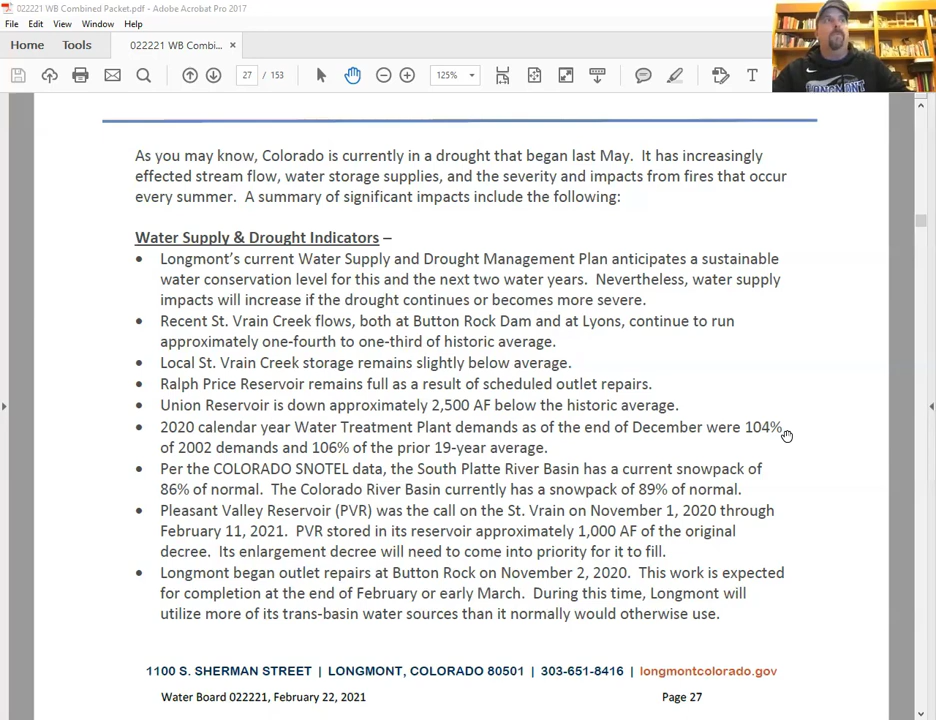 022221 WB Combined Packet.pdf - Adobe Acrobat Pro 2017
File Edit View Window Help
Home Tools 022221 WB Combi... ×
27 / 153 125%
LONGMONT
As you may know, Colorado is currently in a drought that began last May. It has increasingly
effected stream flow, water storage supplies, and the severity and impacts from fires that occur
every summer. A summary of significant impacts include the following:
Water Supply & Drought Indicators –
• Longmont's current Water Supply and Drought Management Plan anticipates a sustainable
water conservation level for this and the next two water years. Nevertheless, water supply
impacts will increase if the drought continues or becomes more severe.
• Recent St. Vrain Creek flows, both at Button Rock Dam and at Lyons, continue to run
approximately one-fourth to one-third of historic average.
• Local St. Vrain Creek storage remains slightly below average.
• Ralph Price Reservoir remains full as a result of scheduled outlet repairs.
• Union Reservoir is down approximately 2,500 AF below the historic average.
• 2020 calendar year Water Treatment Plant demands as of the end of December were 104%
of 2002 demands and 106% of the prior 19-year average.
• Per the COLORADO SNOTEL data, the South Platte River Basin has a current snowpack of
86% of normal. The Colorado River Basin currently has a snowpack of 89% of normal.
• Pleasant Valley Reservoir (PVR) was the call on the St. Vrain on November 1, 2020 through
February 11, 2021. PVR stored in its reservoir approximately 1,000 AF of the original
decree. Its enlargement decree will need to come into priority for it to fill.
• Longmont began outlet repairs at Button Rock on November 2, 2020. This work is expected
for completion at the end of February or early March. During this time, Longmont will
utilize more of its trans-basin water sources than it normally would otherwise use.
1100 S. SHERMAN STREET | LONGMONT, COLORADO 80501 | 303-651-8416 | longmontcolorado.gov
Water Board 022221, February 22, 2021 Page 27